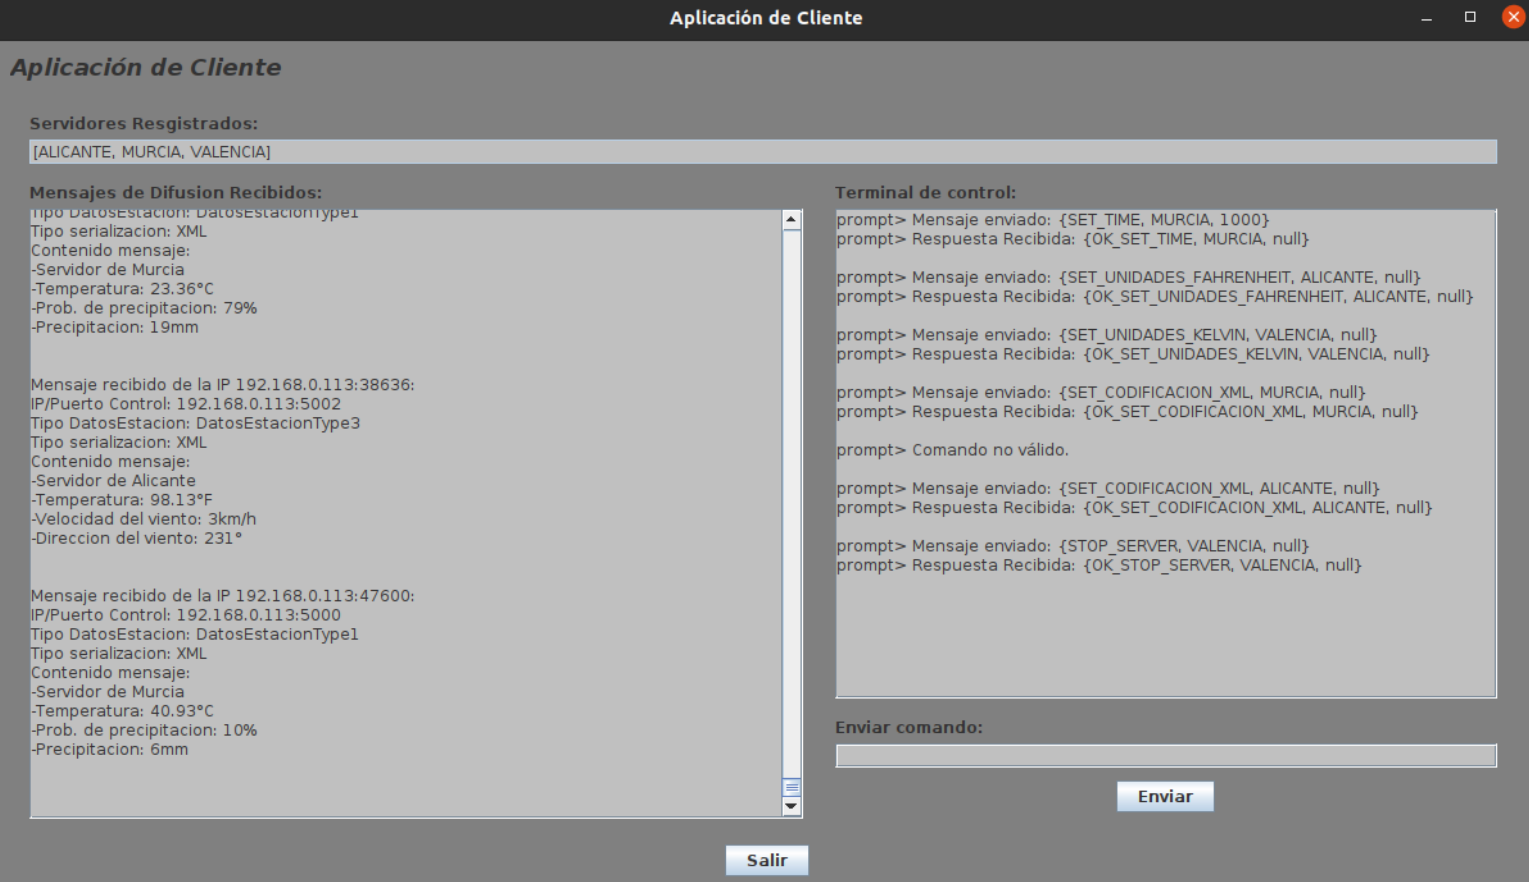 Aplicación de Cliente
Aplicación de Cliente
Servidores Resgistrados:
[ALICANTE, MURCIA, VALENCIA]
Mensajes de Difusion Recibidos:
Tipo DatosEstacion: DatosEstacionType1
Tipo serializacion: XML
Contenido mensaje:
-Servidor de Murcia
-Temperatura: 23.36°C
-Prob. de precipitacion: 79%
-Precipitacion: 19mm
Mensaje recibido de la IP 192.168.0.113:38636:
IP/Puerto Control: 192.168.0.113:5002
Tipo DatosEstacion: DatosEstacionType3
Tipo serializacion: XML
Contenido mensaje:
-Servidor de Alicante
-Temperatura: 98.13°F
-Velocidad del viento: 3km/h
-Direccion del viento: 231°
Mensaje recibido de la IP 192.168.0.113:47600:
IP/Puerto Control: 192.168.0.113:5000
Tipo DatosEstacion: DatosEstacionType1
Tipo serializacion: XML
Contenido mensaje:
-Servidor de Murcia
-Temperatura: 40.93°C
-Prob. de precipitacion: 10%
-Precipitacion: 6mm
Terminal de control:
prompt> Mensaje enviado: {SET_TIME, MURCIA, 1000}
prompt> Respuesta Recibida: {OK_SET_TIME, MURCIA, null}
prompt> Mensaje enviado: {SET_UNIDADES_FAHRENHEIT, ALICANTE, null}
prompt> Respuesta Recibida: {OK_SET_UNIDADES_FAHRENHEIT, ALICANTE, null}
prompt> Mensaje enviado: {SET_UNIDADES_KELVIN, VALENCIA, null}
prompt> Respuesta Recibida: {OK_SET_UNIDADES_KELVIN, VALENCIA, null}
prompt> Mensaje enviado: {SET_CODIFICACION_XML, MURCIA, null}
prompt> Respuesta Recibida: {OK_SET_CODIFICACION_XML, MURCIA, null}
prompt> Comando no válido.
prompt> Mensaje enviado: {SET_CODIFICACION_XML, ALICANTE, null}
prompt> Respuesta Recibida: {OK_SET_CODIFICACION_XML, ALICANTE, null}
prompt> Mensaje enviado: {STOP_SERVER, VALENCIA, null}
prompt> Respuesta Recibida: {OK_STOP_SERVER, VALENCIA, null}
Enviar comando:
Enviar
Salir